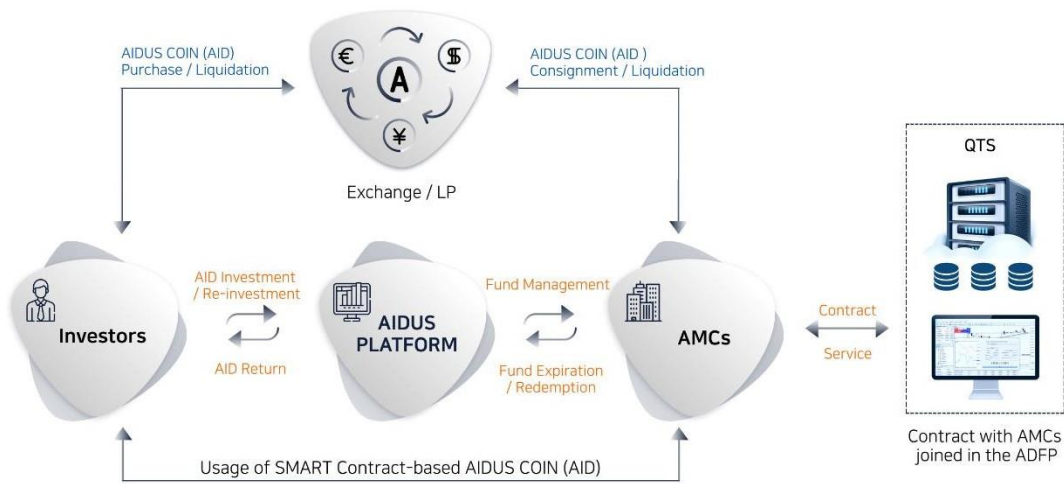 AIDUS COIN (AID)
Purchase / Liquidation
€
$
A
¥
AIDUS COIN (AID )
Consignment / Liquidation
Exchange / LP
QTS
Investors
AID Investment
/ Re-investment
AID Return
AIDUS
PLATFORM
Fund Management
Fund Expiration
/ Redemption
AMCs
Contract
Service
Contract with AMCs
joined in the ADFP
Usage of SMART Contract-based AIDUS COIN (AID)